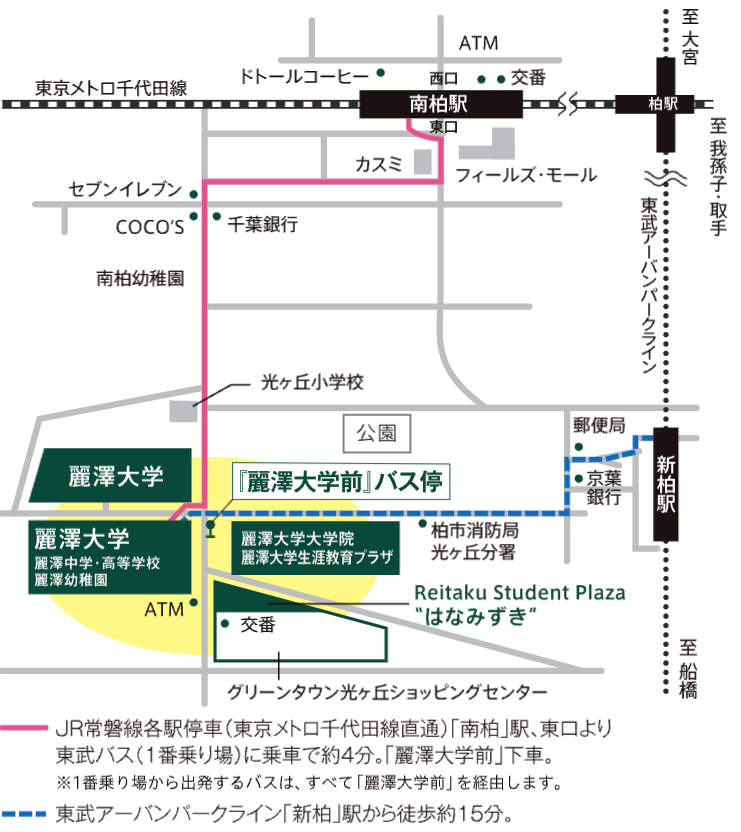 至 大宮
ATM
ドトールコーヒー
西口
交番
東京メトロ千代田線
南柏駅
柏駅
東口
至 我孫子・取手
カスミ
フィールズ・モール
セブンイレブン
COCO'S
千葉銀行
東武アーバンパークライン
南柏幼稚園
光ヶ丘小学校
公園
郵便局
麗澤大学
『麗澤大学前』バス停
京葉
銀行
新柏駅
麗澤大学
麗澤中学・高等学校
麗澤幼稚園
麗澤大学大学院
麗澤大学生涯教育プラザ
柏市消防局
光ヶ丘分署
ATM
Reitaku Student Plaza
“はなみずき”
交番
至 船橋
グリーンタウン光ヶ丘ショッピングセンター
JR常磐線各駅停車(東京メトロ千代田線直通)「南柏」駅、東口より
東武バス(1番乗り場)に乗車で約4分。「麗澤大学前」下車。
※1番乗り場から出発するバスは、すべて「麗澤大学前」を経由します。
東武アーバンパークライン「新柏」駅から徒歩約15分。